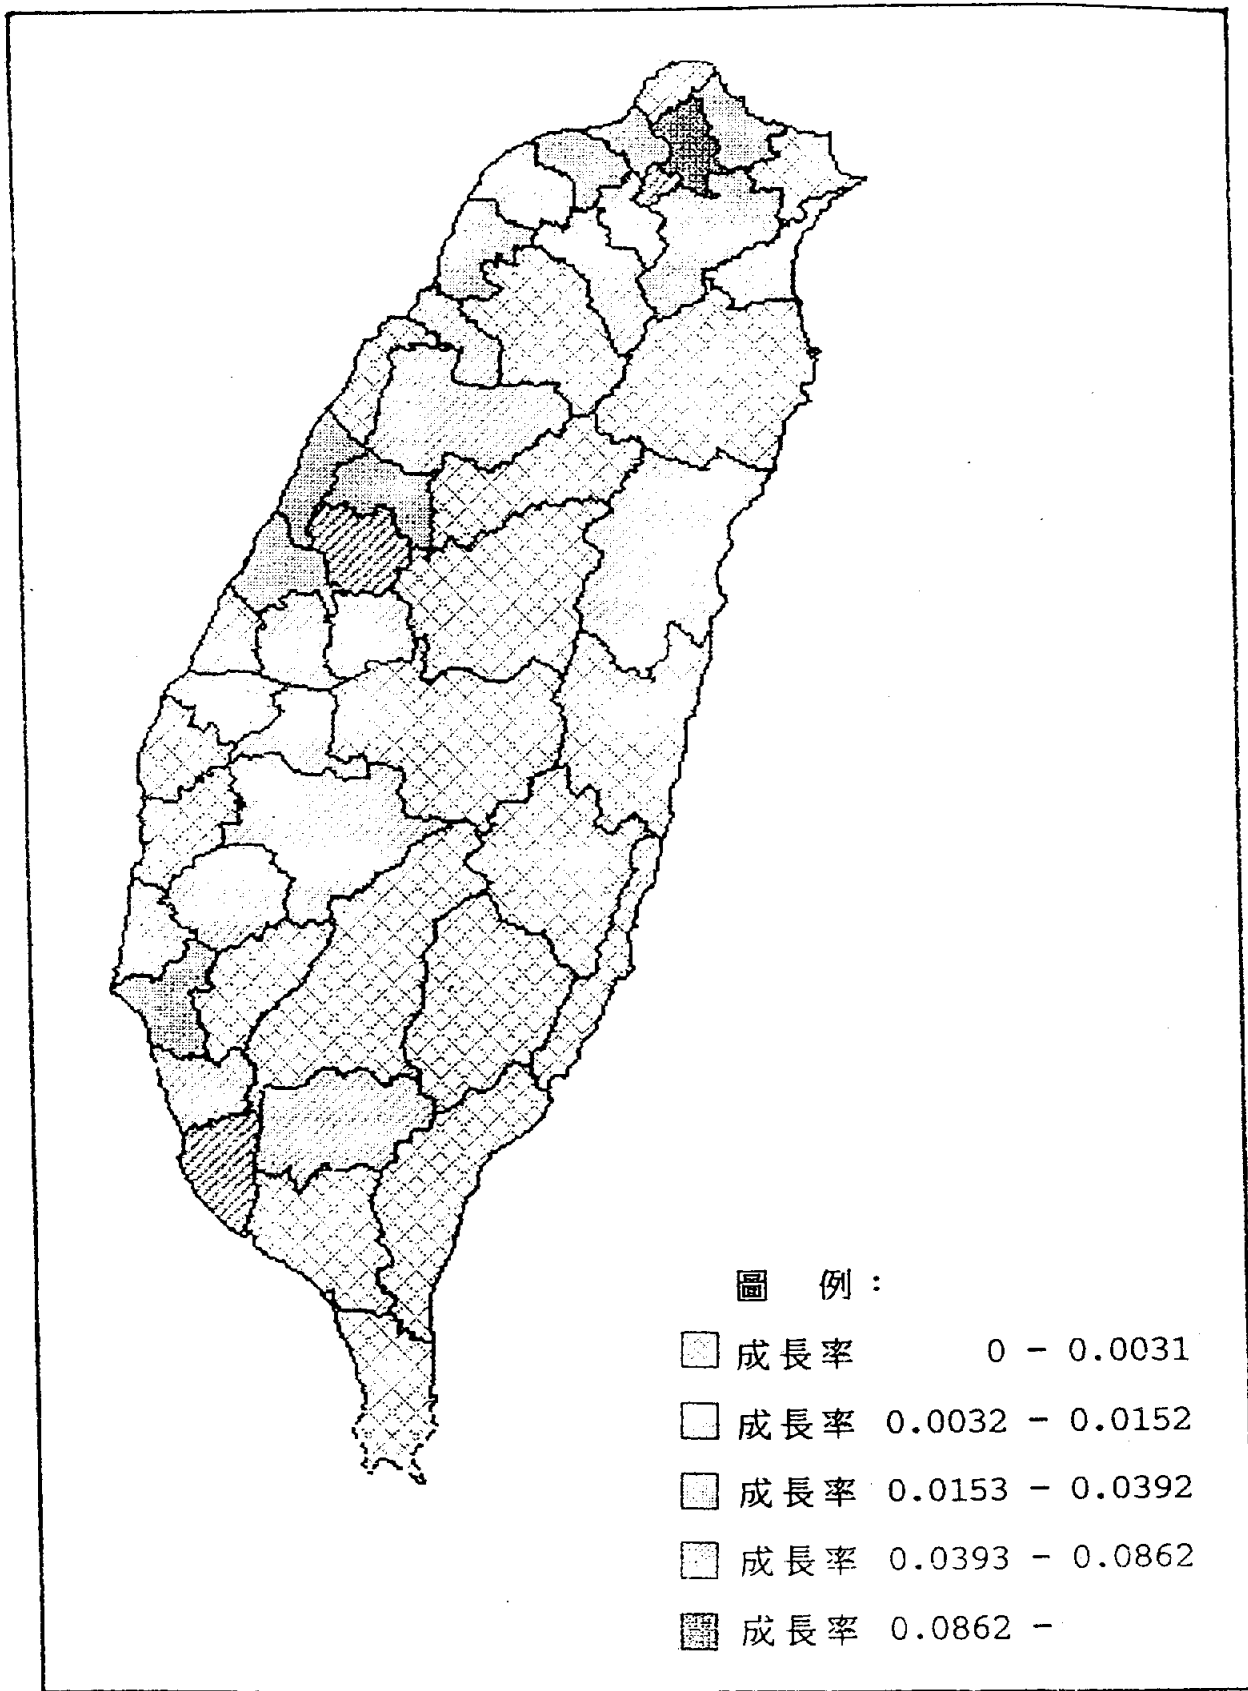 圖 例：
成長率 0 - 0.0031
成長率 0.0032 - 0.0152
成長率 0.0153 - 0.0392
成長率 0.0393 - 0.0862
成長率 0.0862 -